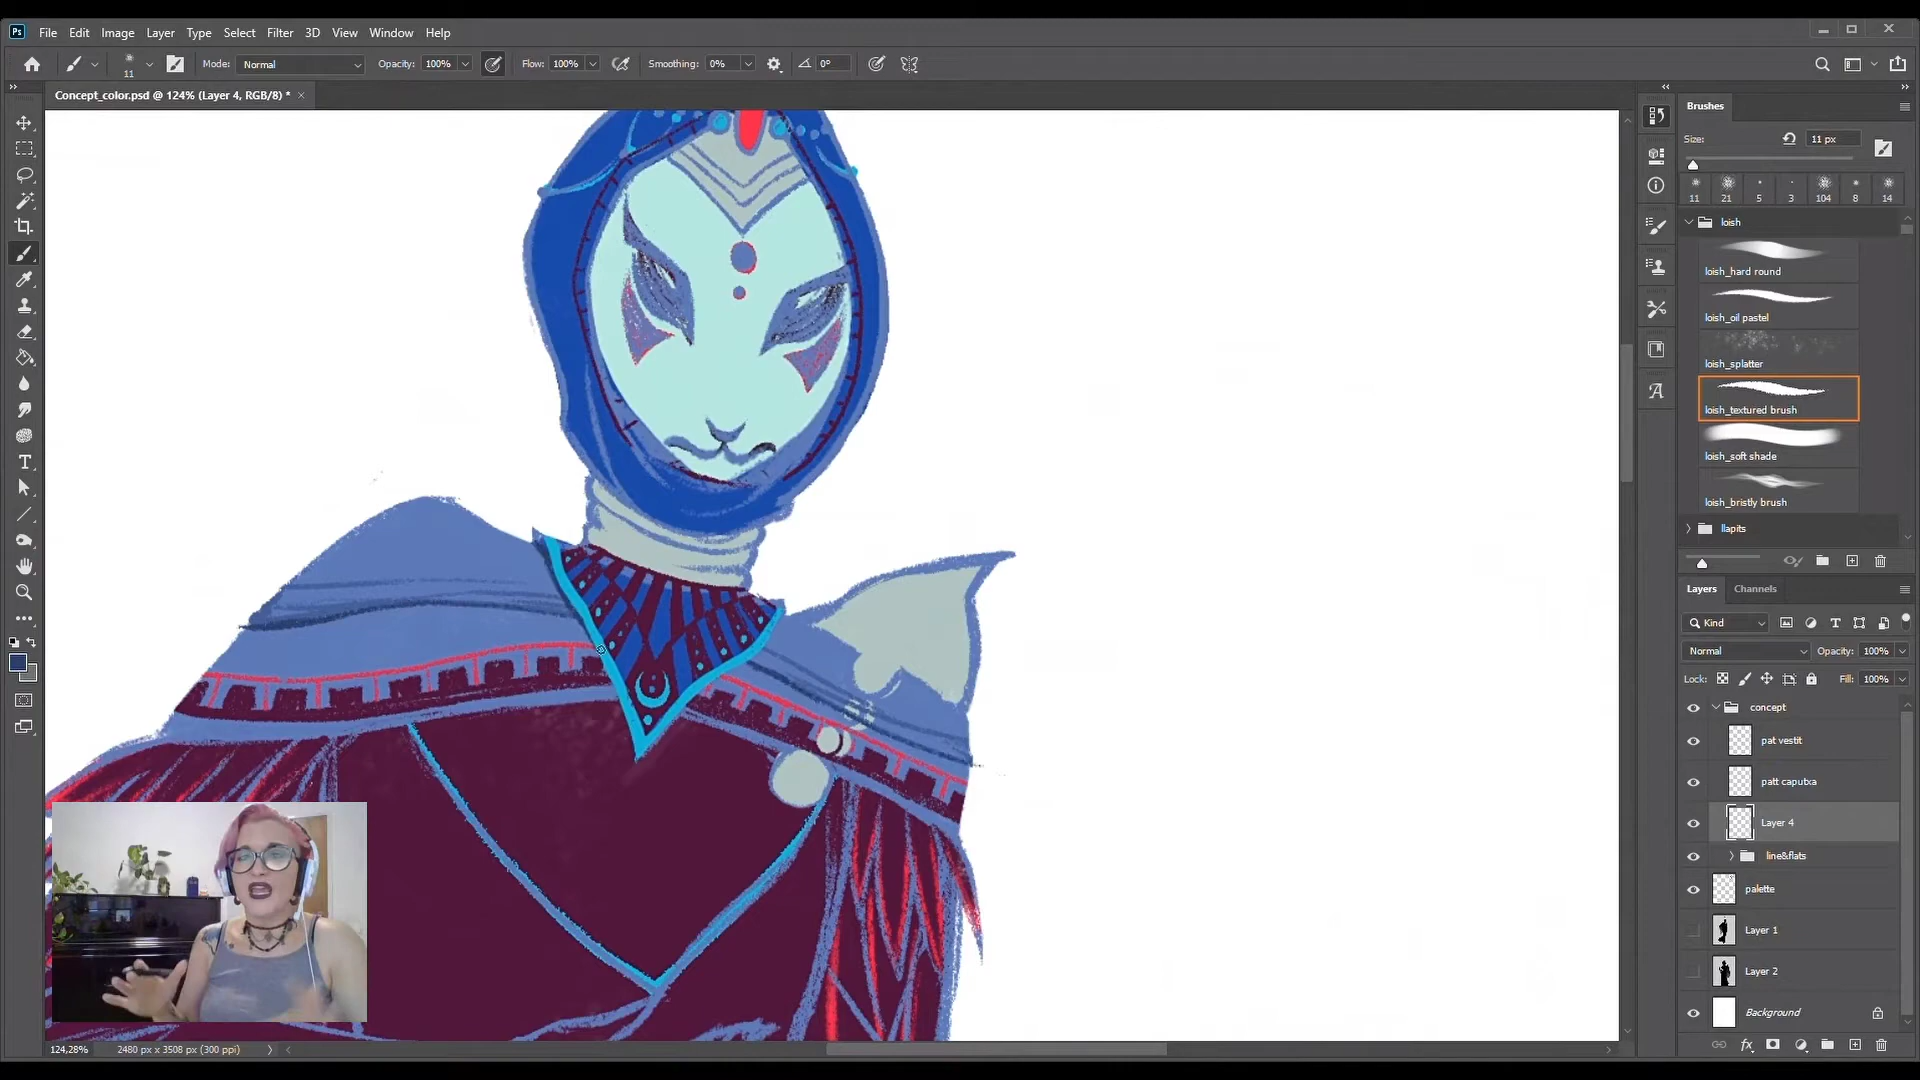 Ps File Edit Image Layer Type Select Filter 3D View Window Help
11 Mode: Normal Opacity: 100% Flow: 100% Smoothing: 0% 0°
Concept_color.psd @ 124% (Layer 4, RGB/8) *
Brushes
Size: 11 px
11 21 5 3 104 8 14
loish
loish_hard round
loish_oil pastel
loish_splatter
loish_textured brush
loish_soft shade
loish_bristly brush
llapits
Layers Channels
Kind
Normal Opacity: 100%
Lock: Fill: 100%
concept
pat vestit
patt caputxa
Layer 4
line&flats
palette
Layer 1
Layer 2
Background
124,28% 2480 px x 3508 px (300 ppi)